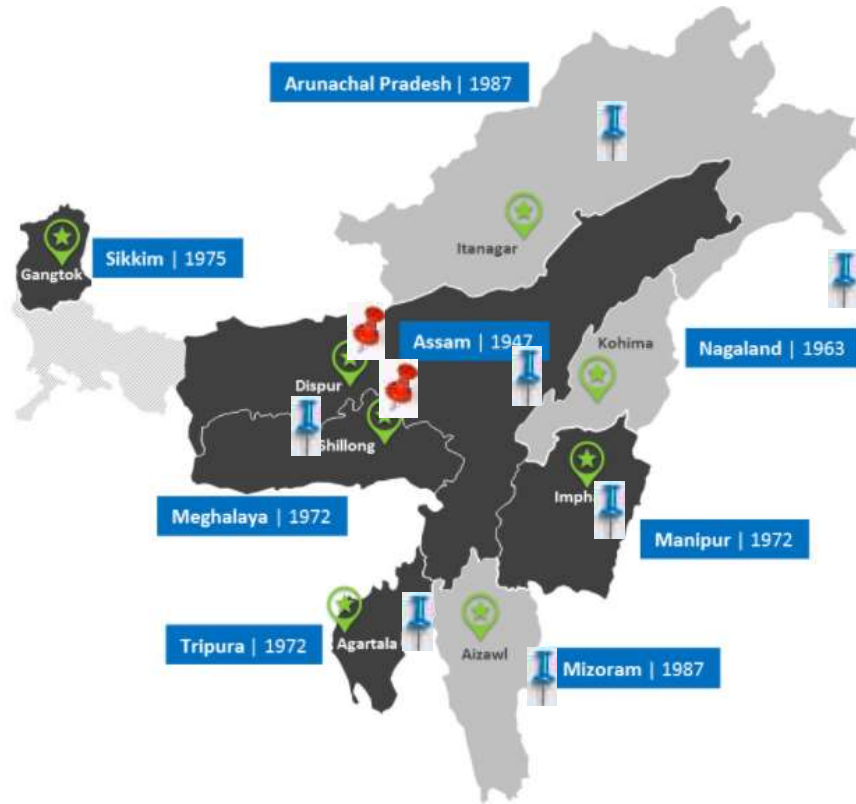 Arunachal Pradesh | 1987
Itanagar
Gangtok
Sikkim | 1975
Assam | 1947
Kohima
Nagaland | 1963
Dispur
Shillong
Meghalaya | 1972
Manipur | 1972
Tripura | 1972
Agartala
Aizawl
Mizoram | 1987